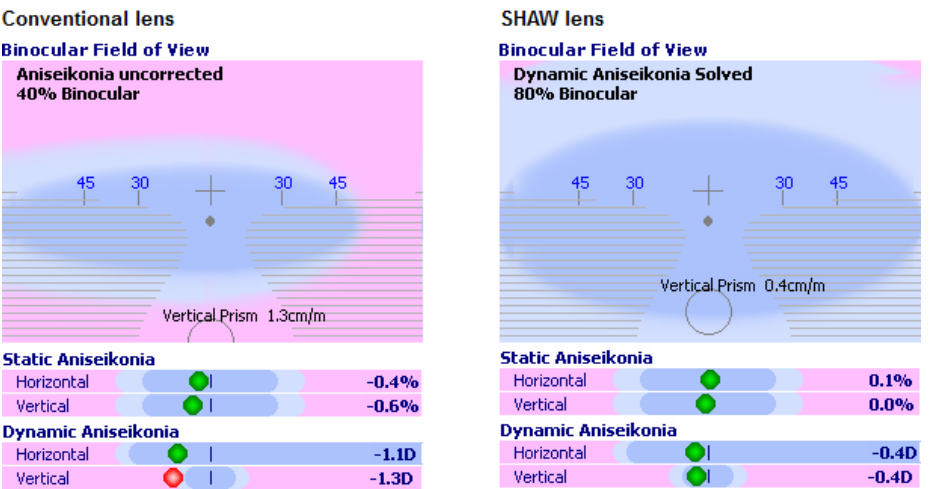 Conventional lens
Binocular Field of View
Aniseikonia uncorrected
40% Binocular
45 30 30 45
Vertical Prism 1.3cm/m
Static Aniseikonia
Horizontal -0.4%
Vertical -0.6%
Dynamic Aniseikonia
Horizontal -1.1D
Vertical -1.3D
SHAW lens
Binocular Field of View
Dynamic Aniseikonia Solved
80% Binocular
45 30 30 45
Vertical Prism 0.4cm/m
Static Aniseikonia
Horizontal 0.1%
Vertical 0.0%
Dynamic Aniseikonia
Horizontal -0.4D
Vertical -0.4D